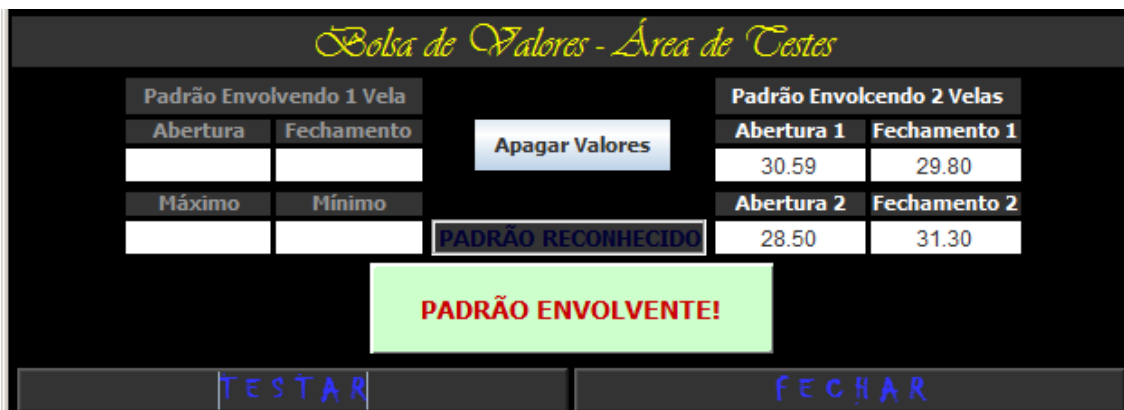 Bolsa de Valores - Área de Testes
Padrão Envolvendo 1 Vela
Padrão Envolcendo 2 Velas
Abertura Fechamento
Apagar Valores
Abertura 1 Fechamento 1
30.59 29.80
Máximo Mínimo
Abertura 2 Fechamento 2
PADRÃO RECONHECIDO
28.50 31.30
PADRÃO ENVOLVENTE!
TESTAR
FECHAR